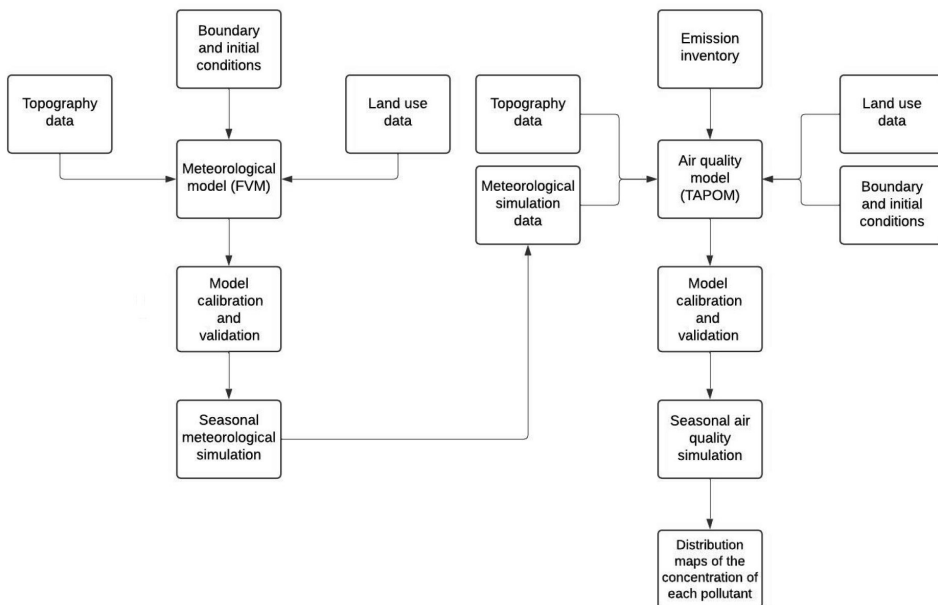 Boundary
and initial
conditions
Emission
inventory
Topography
data
Land use
data
Topography
data
Land use
data
Meteorological
model (FVM)
Air quality
model
(TAPOM)
Meteorological
simulation
data
Boundary
and initial
conditions
Model
calibration
and
validation
Model
calibration
and
validation
Seasonal
meteorological
simulation
Seasonal air
quality
simulation
Distribution
maps of the
concentration of
each pollutant